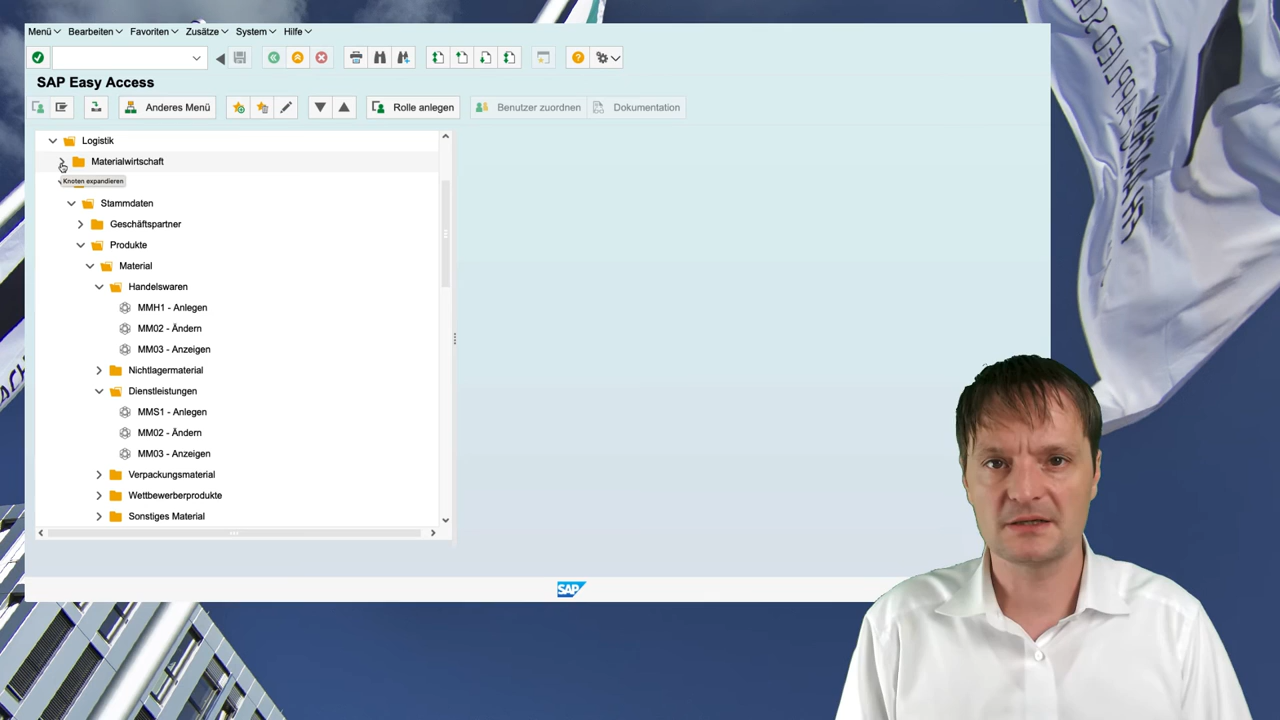 Menü Bearbeiten Favoriten Zusätze System Hilfe
SAP Easy Access
Anderes Menü Rolle anlegen Benutzer zuordnen Dokumentation
Logistik
Materialwirtschaft
Knoten expandieren
Stammdaten
Geschäftspartner
Produkte
Material
Handelswaren
MMH1 - Anlegen
MM02 - Ändern
MM03 - Anzeigen
Nichtlagermaterial
Dienstleistungen
MMS1 - Anlegen
MM02 - Ändern
MM03 - Anzeigen
Verpackungsmaterial
Wettbewerberprodukte
Sonstiges Material
SAP